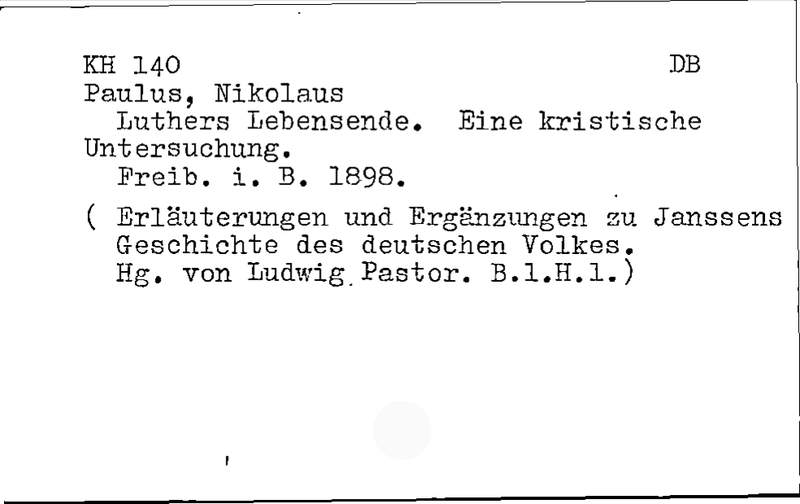 KH 140 DB
Paulus, Nikolaus
Luthers Lebensende. Eine kristische
Untersuchung.
Freib. i. B. 1898.
( Erläuterungen und Ergänzungen zu Janssens
Geschichte des deutschen Volkes.
Hg. von Ludwig Pastor. B.1.H.1.)